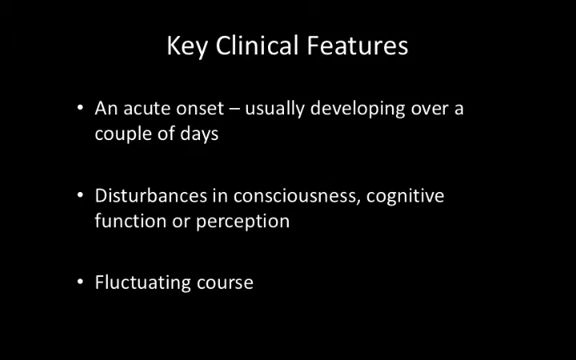 Key Clinical Features
• An acute onset – usually developing over a
couple of days
• Disturbances in consciousness, cognitive
function or perception
• Fluctuating course